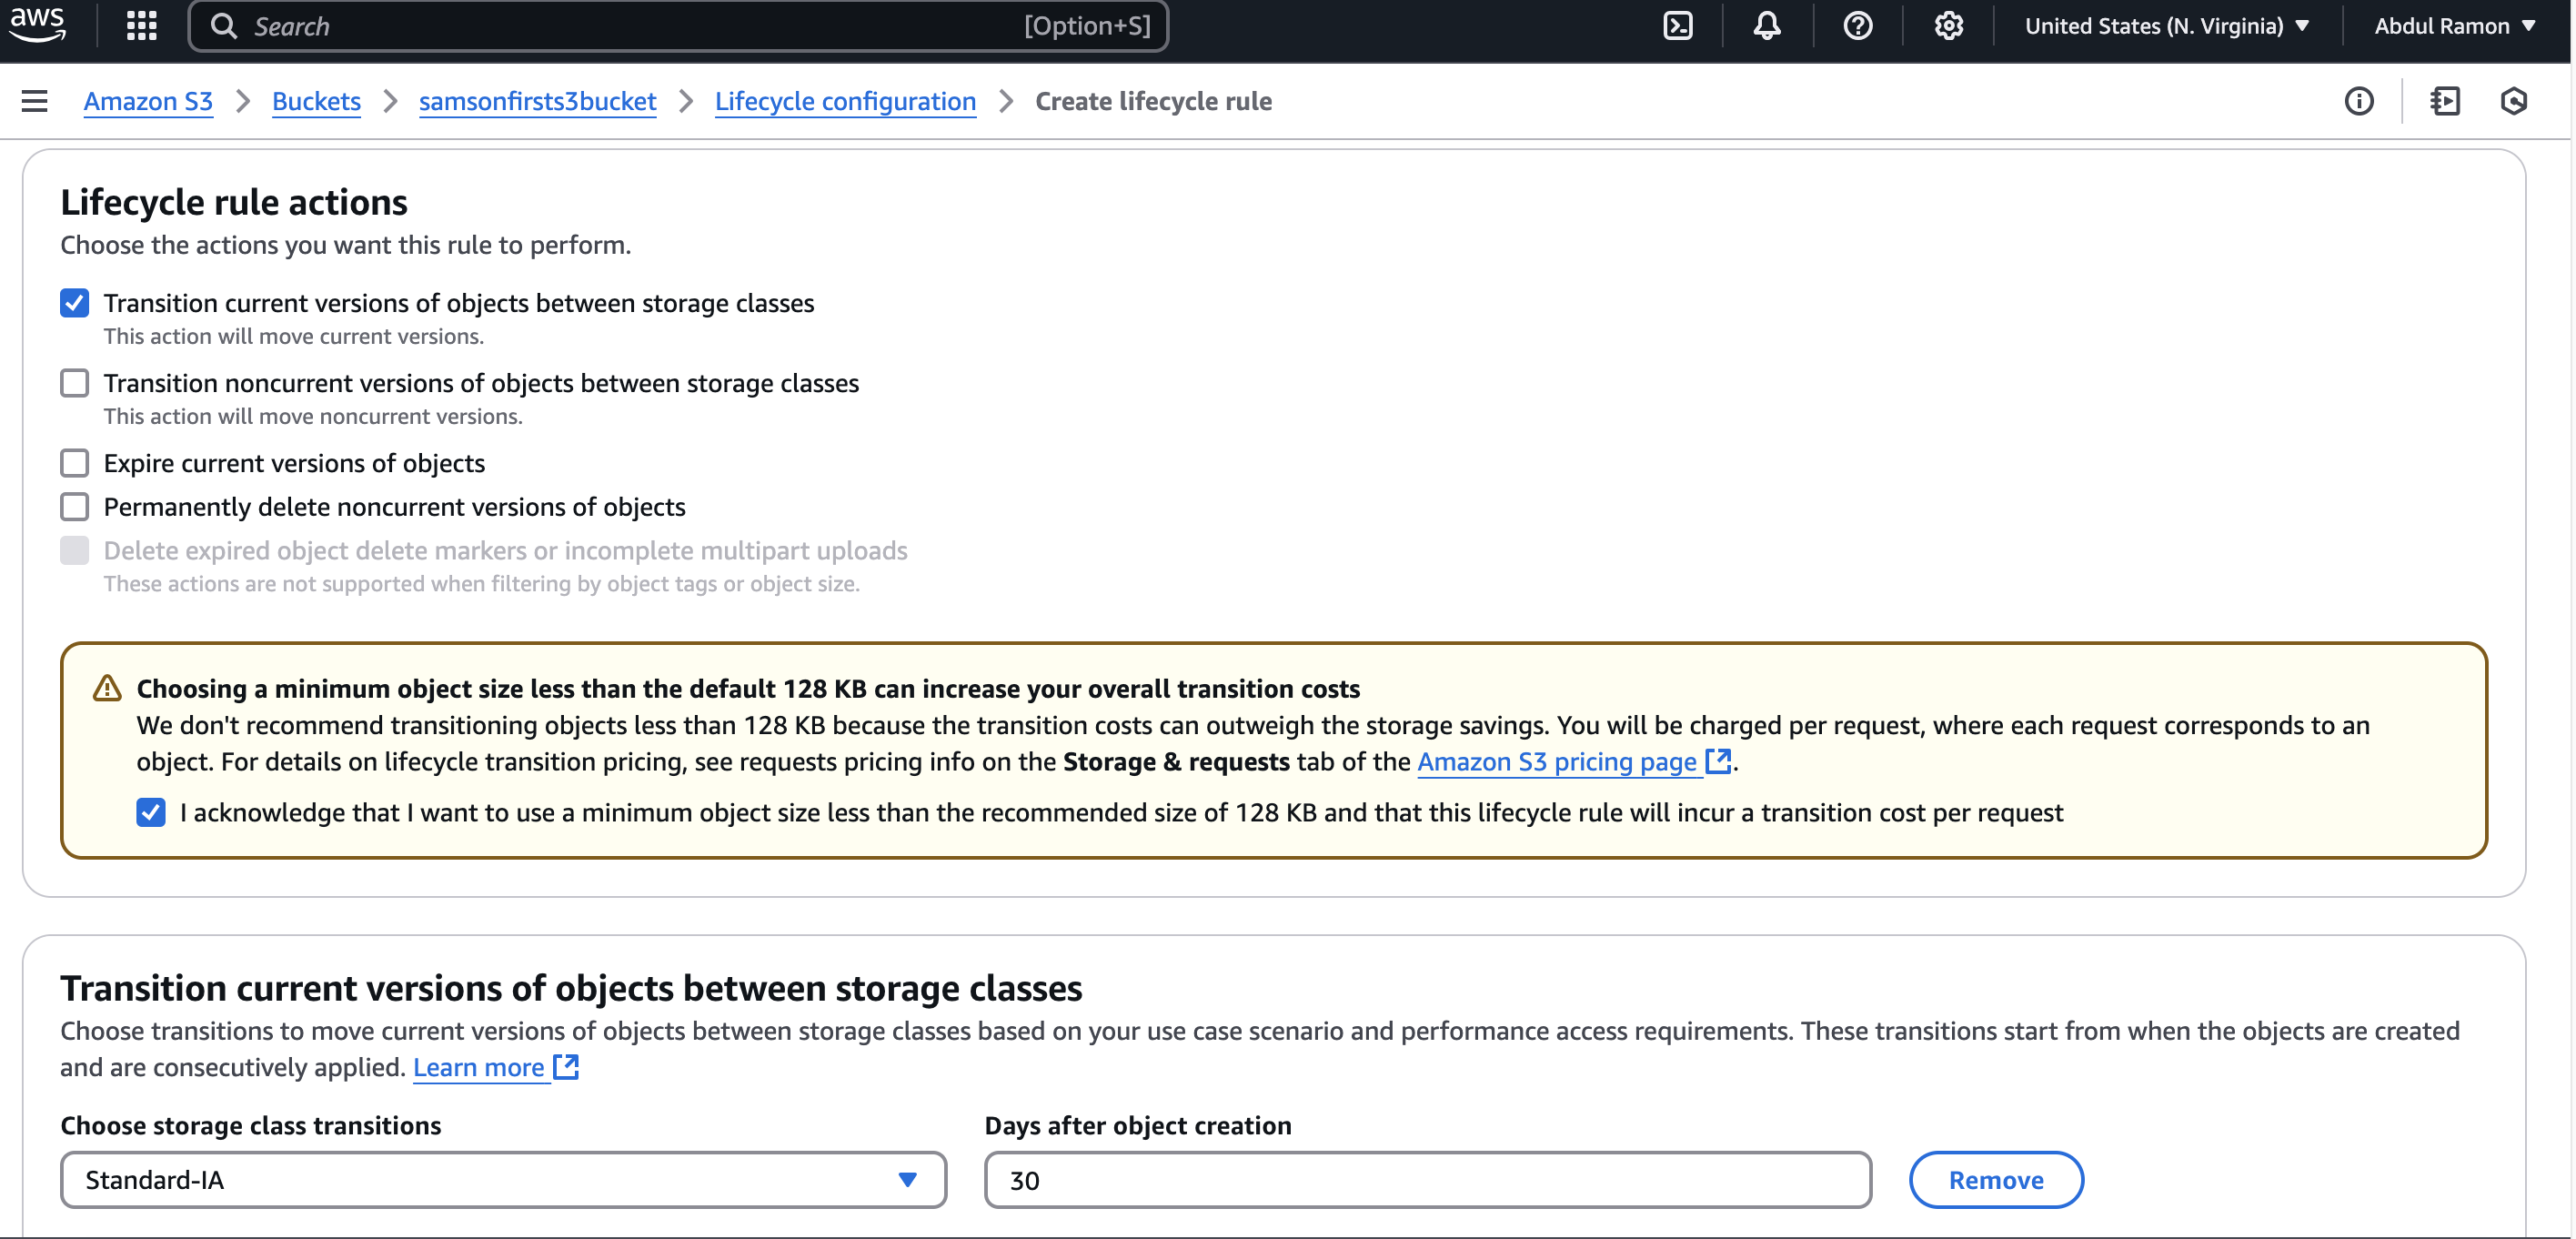 aws
Search [Option+S] United States (N. Virginia) Abdul Ramon
Amazon S3 Buckets samsonfirsts3bucket Lifecycle configuration Create lifecycle rule
Lifecycle rule actions
Choose the actions you want this rule to perform.
Transition current versions of objects between storage classes
This action will move current versions.
Transition noncurrent versions of objects between storage classes
This action will move noncurrent versions.
Expire current versions of objects
Permanently delete noncurrent versions of objects
Delete expired object delete markers or incomplete multipart uploads
These actions are not supported when filtering by object tags or object size.
Choosing a minimum object size less than the default 128 KB can increase your overall transition costs
We don't recommend transitioning objects less than 128 KB because the transition costs can outweigh the storage savings. You will be charged per request, where each request corresponds to an
object. For details on lifecycle transition pricing, see requests pricing info on the Storage & requests tab of the Amazon S3 pricing page.
I acknowledge that I want to use a minimum object size less than the recommended size of 128 KB and that this lifecycle rule will incur a transition cost per request
Transition current versions of objects between storage classes
Choose transitions to move current versions of objects between storage classes based on your use case scenario and performance access requirements. These transitions start from when the objects are created
and are consecutively applied. Learn more
Choose storage class transitions Days after object creation
Standard-IA 30 Remove